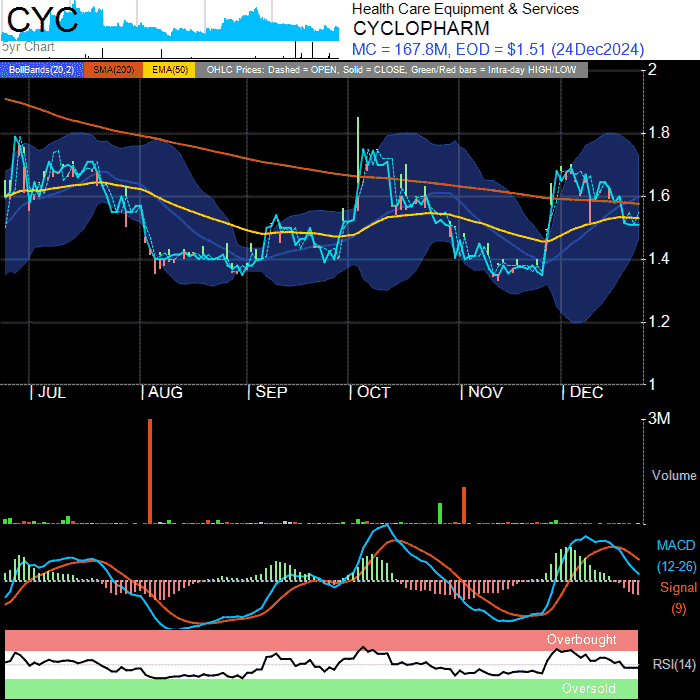 CYC
5yr Chart
Health Care Equipment & Services
CYCLOPHARM
MC = 167.8M, EOD = $1.51 (24Dec2024)
BollBands(20,2) SMA(200) EMA(50) OHLC Prices: Dashed = OPEN, Solid = CLOSE, Green/Red bars = Intra-day HIGH/LOW
2
1.8
1.6
1.4
1.2
1
JUL AUG SEP OCT NOV DEC
3M
Volume
MACD
(12-26)
Signal
(9)
Overbought
RSI(14)
Oversold